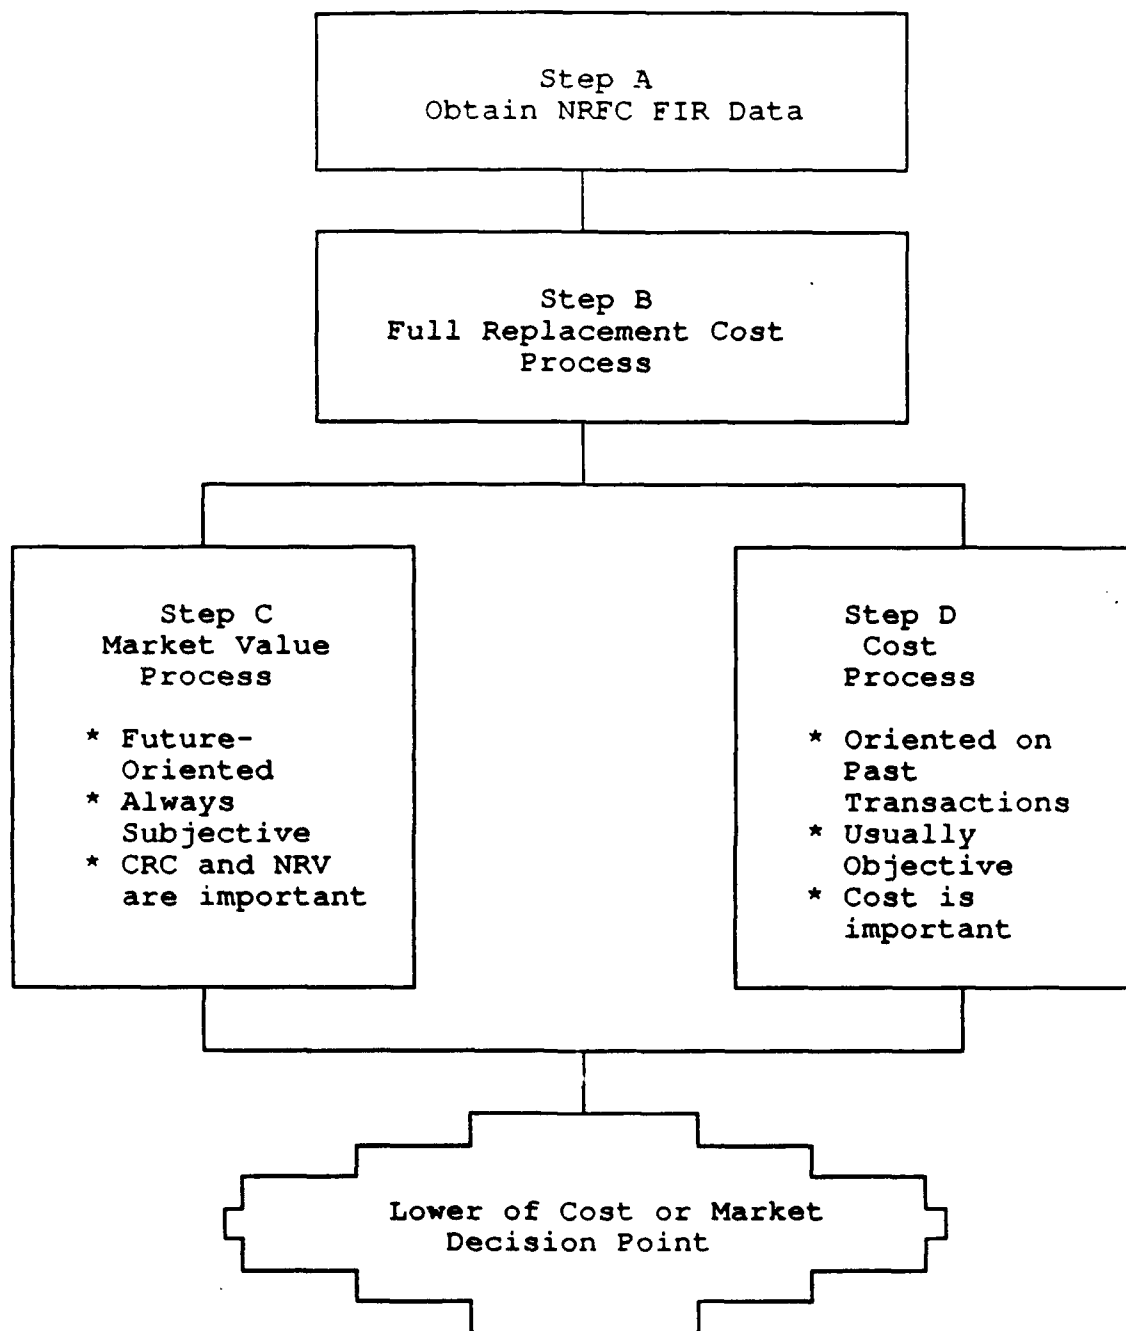 Step A
Obtain NRFC FIR Data
Step B
Full Replacement Cost
Process
Step C
Market Value
Process
* Future-
Oriented
* Always
Subjective
* CRC and NRV
are important
Step D
Cost
Process
* Oriented on
Past
Transactions
* Usually
Objective
* Cost is
important
Lower of Cost or Market
Decision Point